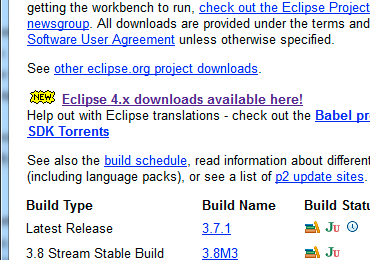 getting the workbench to run, check out the Eclipse Project
newsgroup. All downloads are provided under the terms and
Software User Agreement unless otherwise specified.
See other eclipse.org project downloads.
NEW Eclipse 4.x downloads available here!
Help out with Eclipse translations - check out the Babel pr
SDK Torrents
See also the build schedule, read information about different
(including language packs), or see a list of p2 update sites.
Build Type Build Name Build Statu
Latest Release 3.7.1 JU
3.8 Stream Stable Build 3.8M3 JU